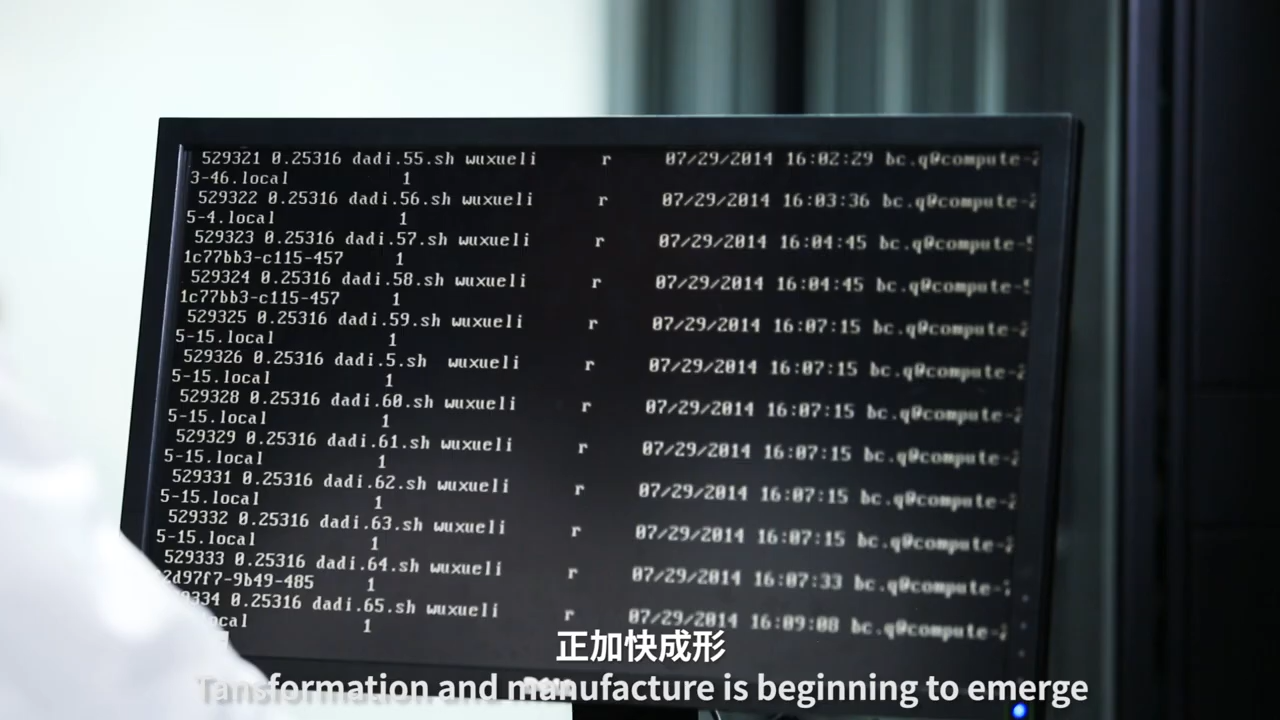 529321 0.25316 dadi.55.sh wuxueli r 07/29/2014 16:02:29 bc.q@compute-
3-46.local 1
529322 0.25316 dadi.56.sh wuxueli r 07/29/2014 16:03:36 bc.q@compute-
5-4.local 1
529323 0.25316 dadi.57.sh wuxueli r 07/29/2014 16:04:45 bc.q@compute-
1c77bb3-c115-457 1
529324 0.25316 dadi.58.sh wuxueli r 07/29/2014 16:04:45 bc.q@compute-
1c77bb3-c115-457 1
529325 0.25316 dadi.59.sh wuxueli r 07/29/2014 16:07:15 bc.q@compute-
5-15.local 1
529326 0.25316 dadi.5.sh wuxueli r 07/29/2014 16:07:15 bc.q@compute-
5-15.local 1
529328 0.25316 dadi.60.sh wuxueli r 07/29/2014 16:07:15 bc.q@compute-
5-15.local 1
529329 0.25316 dadi.61.sh wuxueli r 07/29/2014 16:07:15 bc.q@compute-
5-15.local 1
529331 0.25316 dadi.62.sh wuxueli r 07/29/2014 16:07:15 bc.q@compute-
5-15.local 1
529332 0.25316 dadi.63.sh wuxueli r 07/29/2014 16:07:15 bc.q@compute-
5-15.local 1
529333 0.25316 dadi.64.sh wuxueli r 07/29/2014 16:07:33 bc.q@compute-
2d97f7-9b49-485 1
334 0.25316 dadi.65.sh wuxueli r 07/29/2014 16:09:08 bc.q@compute-
ocal 1
正加快成形
Tansformation and manufacture is beginning to emerge